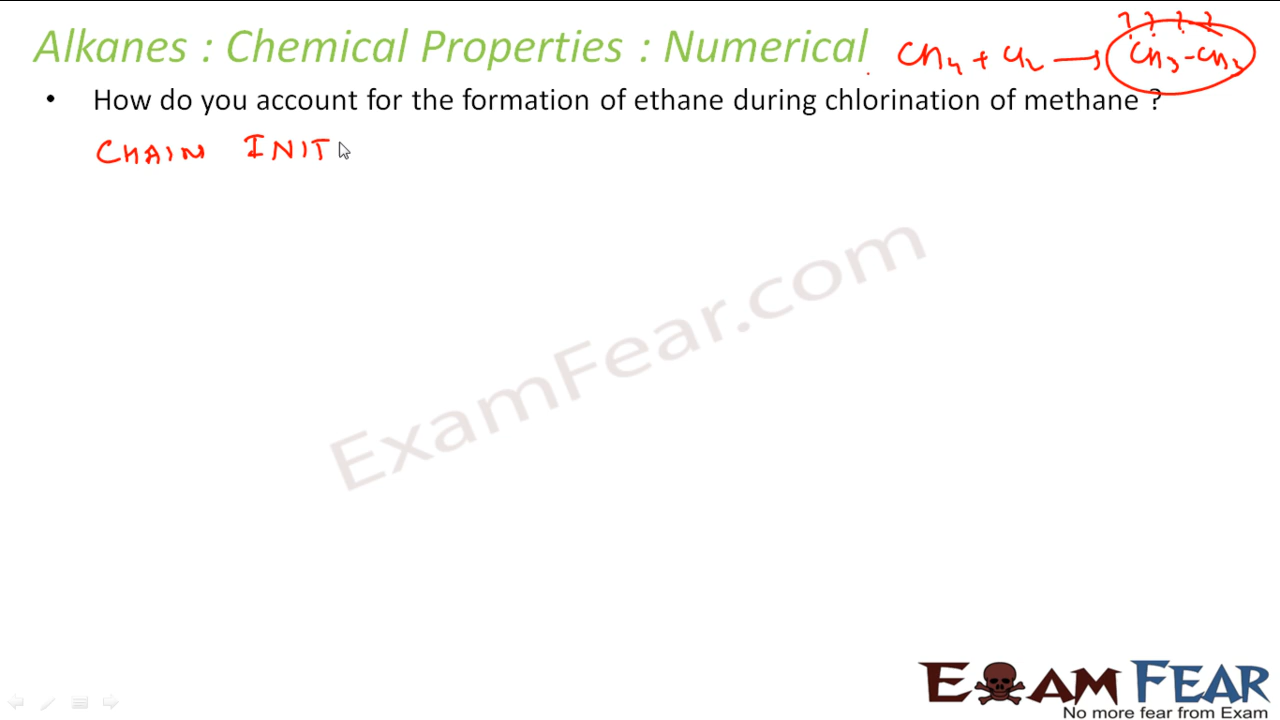 Alkanes : Chemical Properties : Numerical CH4 + Cl2 → CH3-CH3
? ? ? ?
• How do you account for the formation of ethane during chlorination of methane ?
CHAIN INIT
ExamFear.com
EXAM FEAR
No more fear from Exam